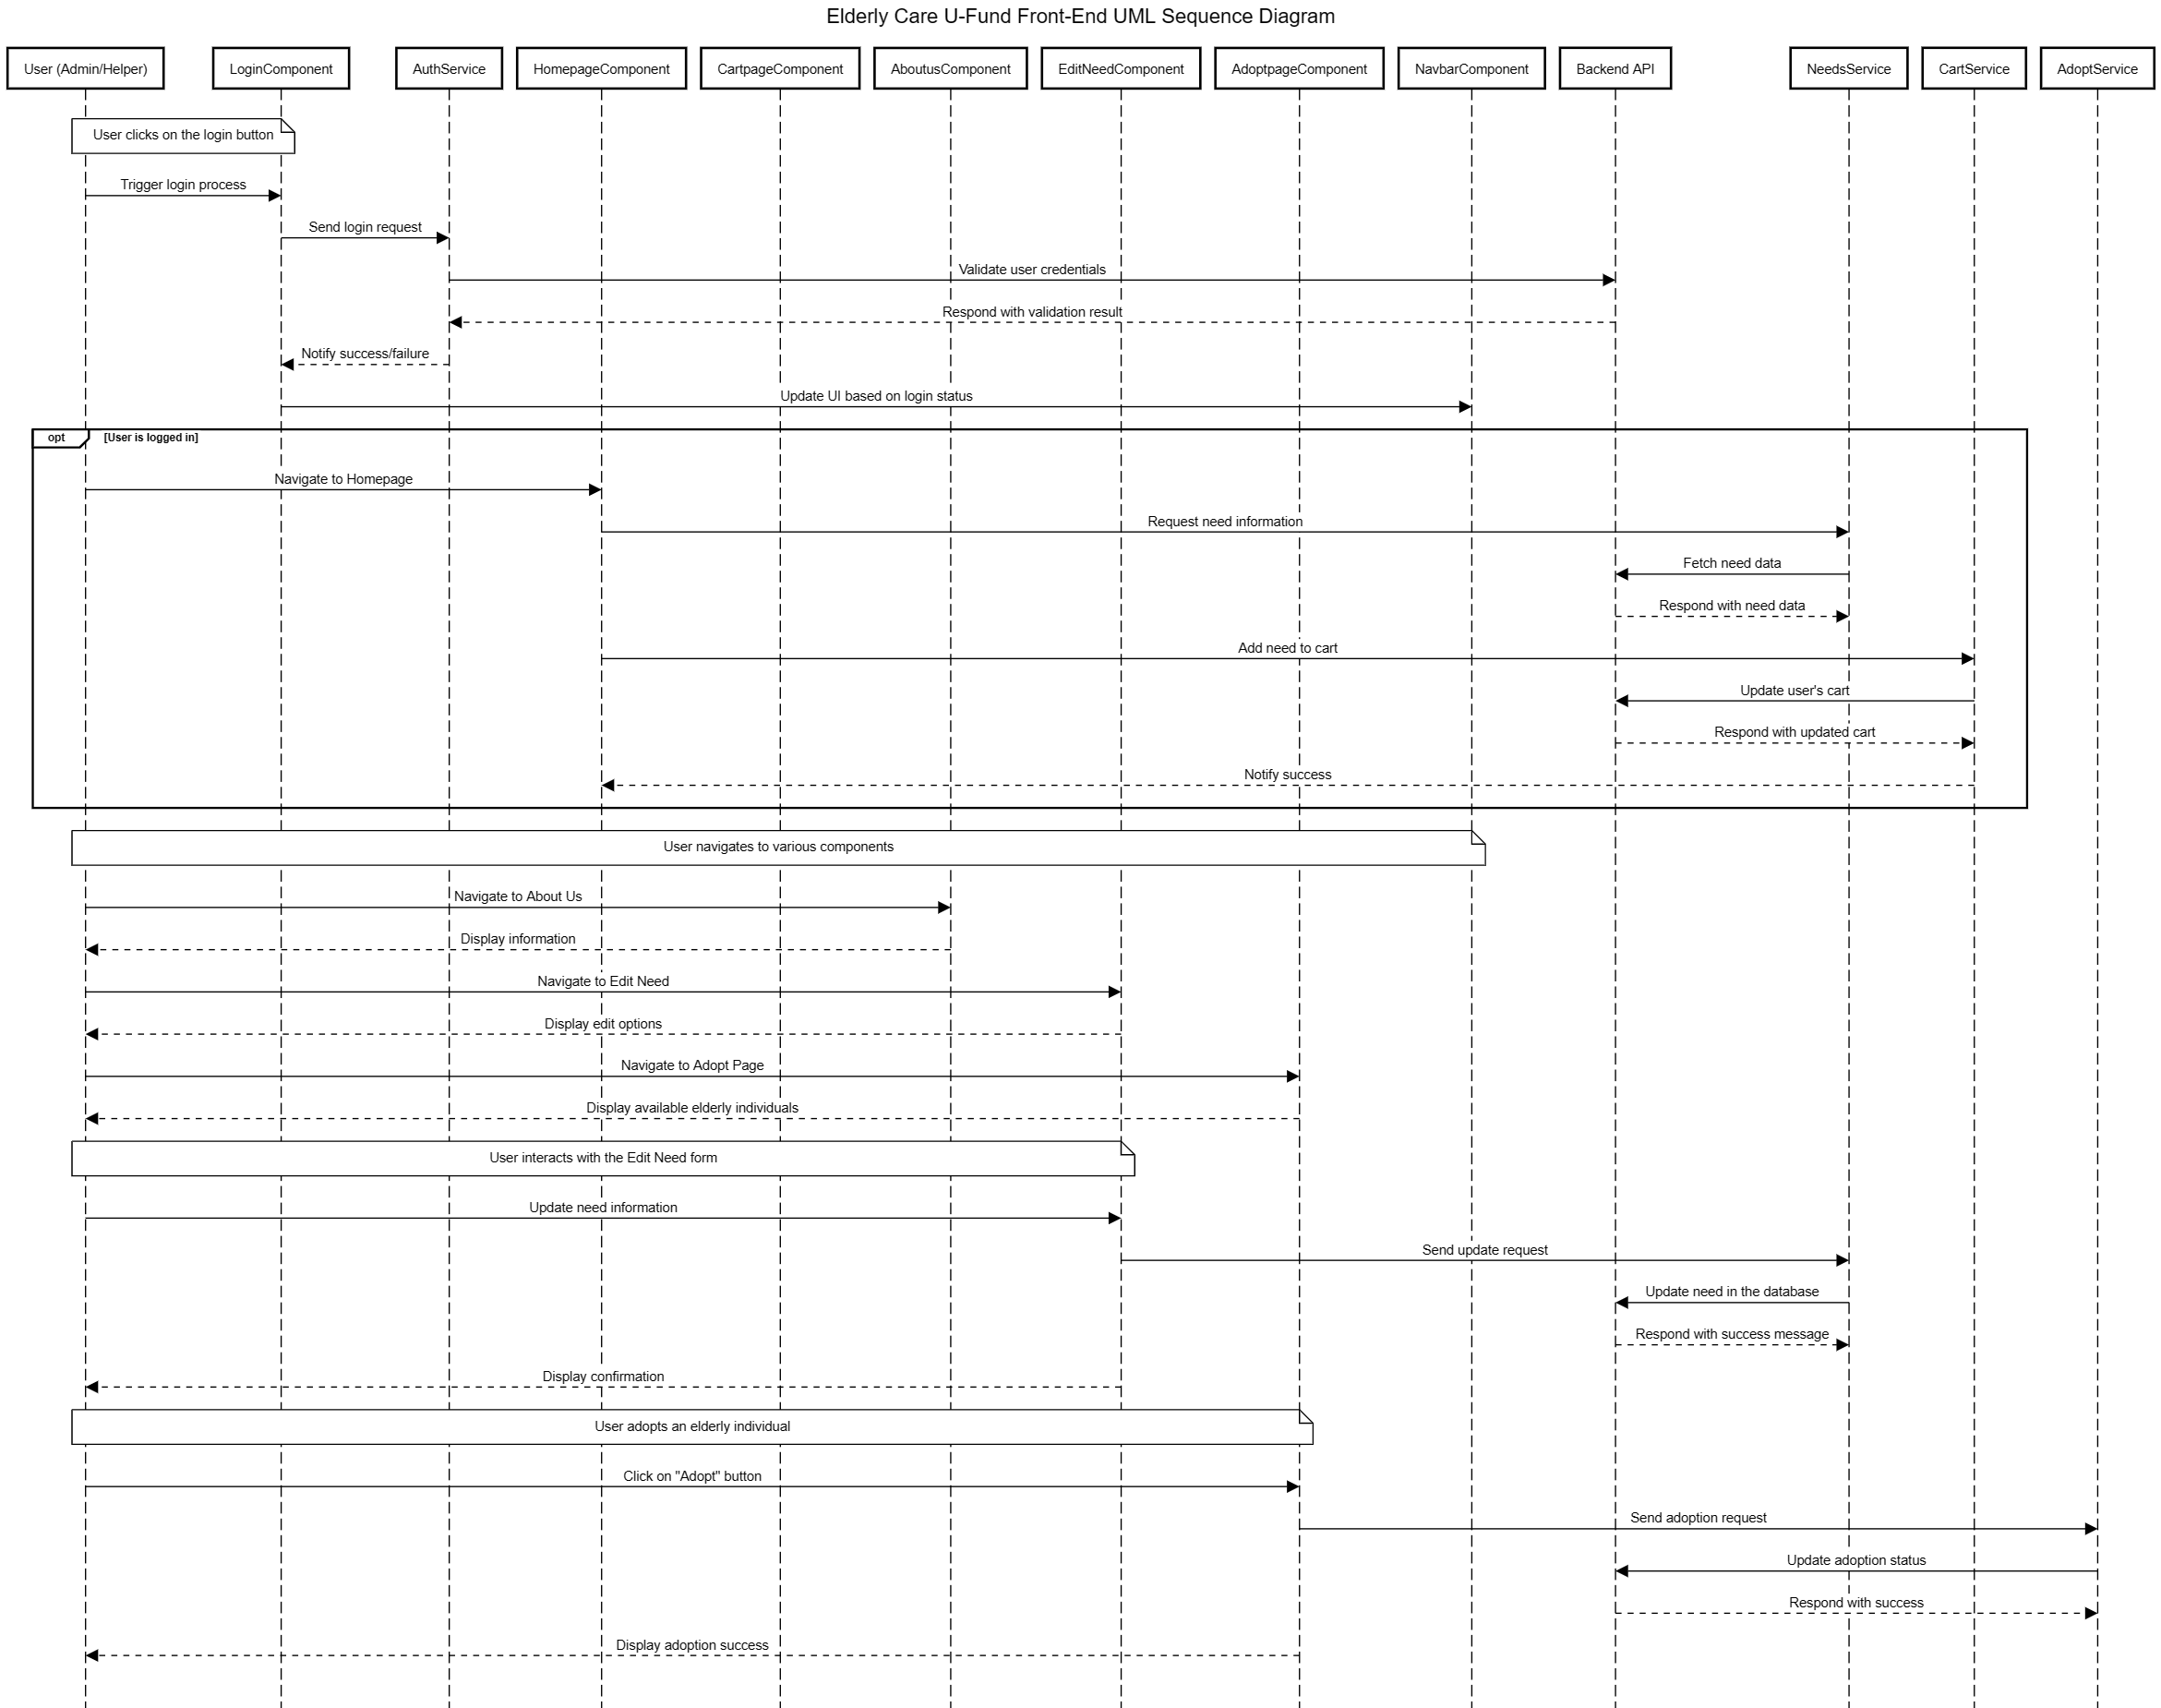 Elderly Care U-Fund Front-End UML Sequence Diagram
User (Admin/Helper)
LoginComponent
AuthService
HomepageComponent
CartpageComponent
AboutusComponent
EditNeedComponent
AdoptpageComponent
NavbarComponent
Backend API
NeedsService
CartService
AdoptService
User clicks on the login button
Trigger login process
Send login request
Validate user credentials
Respond with validation result
Notify success/failure
Update UI based on login status
opt
[User is logged in]
Navigate to Homepage
Request need information
Fetch need data
Respond with need data
Add need to cart
Update user's cart
Respond with updated cart
Notify success
User navigates to various components
Navigate to About Us
Display information
Navigate to Edit Need
Display edit options
Navigate to Adopt Page
Display available elderly individuals
User interacts with the Edit Need form
Update need information
Send update request
Update need in the database
Respond with success message
Display confirmation
User adopts an elderly individual
Click on "Adopt" button
Send adoption request
Update adoption status
Respond with success
Display adoption success